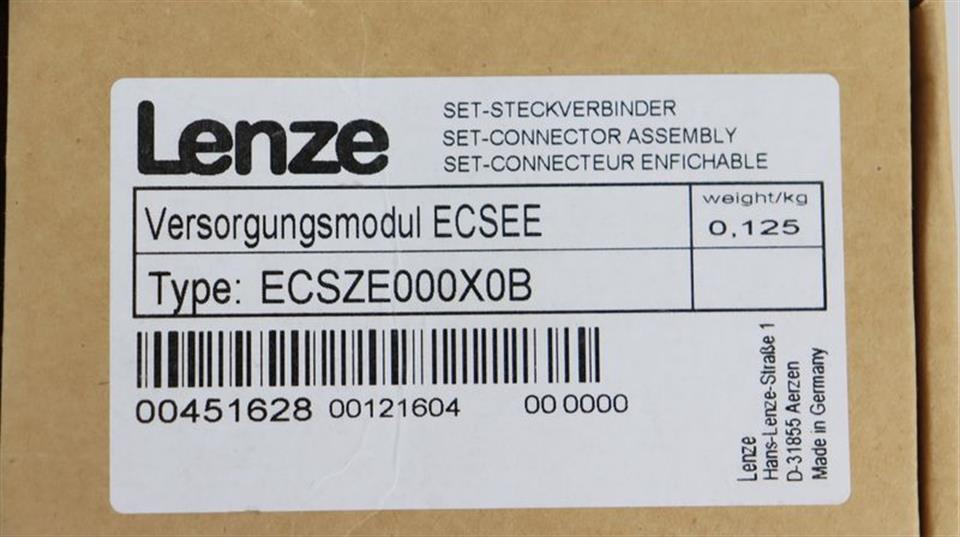 Lenze
SET-STECKVERBINDER
SET-CONNECTOR ASSEMBLY
SET-CONNECTEUR ENFICHABLE
Versorgungsmodul ECSEE
weight/kg
0,125
Type: ECSZE000X0B
00451628 00121604 00 0000
Lenze
Hans-Lenze-Straße 1
D-31855 Aerzen
Made in Germany